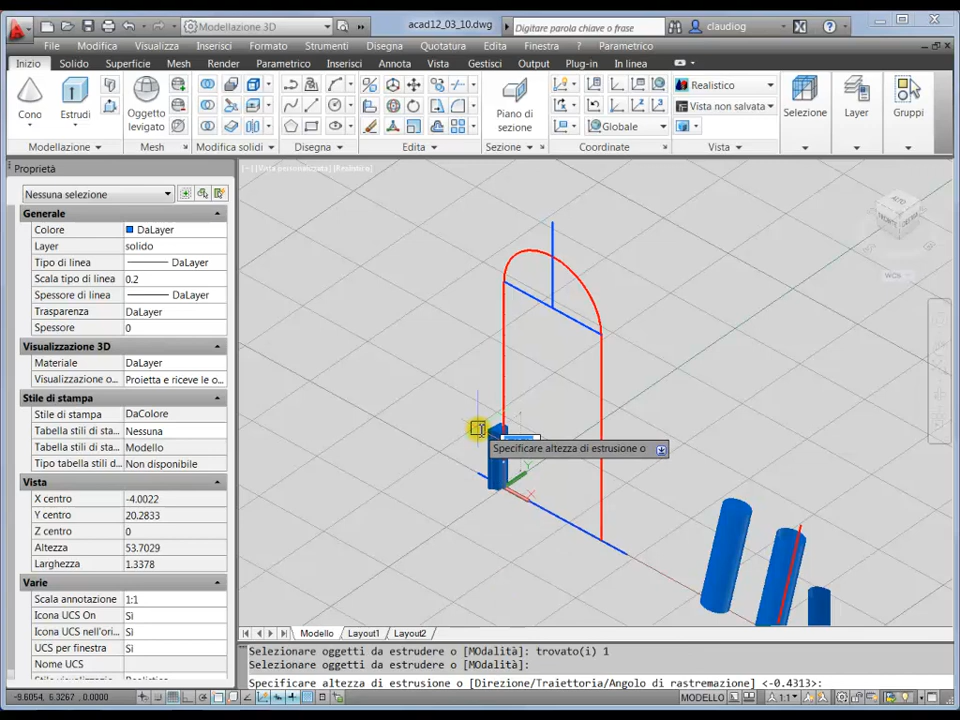 Modellazione 3D
acad12_03_10.dwg
Digitare parola chiave o frase
claudiog
File Modifica Visualizza Inserisci Formato Strumenti Disegna Quotatura Edita Finestra ? Parametrico
Inizio Solido Superficie Mesh Render Parametrico Inserisci Annota Vista Gestisci Output Plug-in In linea
Cono
Estrudi
Oggetto levigato
Piano di sezione
Realistico
Vista non salvata
Globale
Selezione
Layer
Gruppi
Modellazione Mesh Modifica solidi Disegna Edita Sezione Coordinate Vista
Proprietà
Nessuna selezione
Generale
Colore DaLayer
Layer solido
Tipo di linea DaLayer
Scala tipo di linea 0.2
Spessore di linea DaLayer
Trasparenza DaLayer
Spessore 0
Visualizzazione 3D
Materiale DaLayer
Visualizzazione o... Proietta e riceve le o...
Stile di stampa
Stile di stampa DaColore
Tabella stili di sta... Nessuna
Tabella stili di sta... Modello
Tipo tabella stili d... Non disponibile
Vista
X centro -4.0022
Y centro 20.2833
Z centro 0
Altezza 53.7029
Larghezza 1.3378
Varie
Scala annotazione 1:1
Icona UCS On Sì
Icona UCS nell'ori... Sì
UCS per finestra Sì
Nome UCS
[-] [Vista personalizzata] [Realistico]
WCS
Specificare altezza di estrusione o
Y
X
Modello Layout1 Layout2
Selezionare oggetti da estrudere o [MOdalità]: trovato(i) 1
Selezionare oggetti da estrudere o [MOdalità]:
Specificare altezza di estrusione o [Direzione/Traiettoria/Angolo di rastremazione] <-0.4313>:
-9.6054, 6.3267, 0.0000
MODELLO
1:1